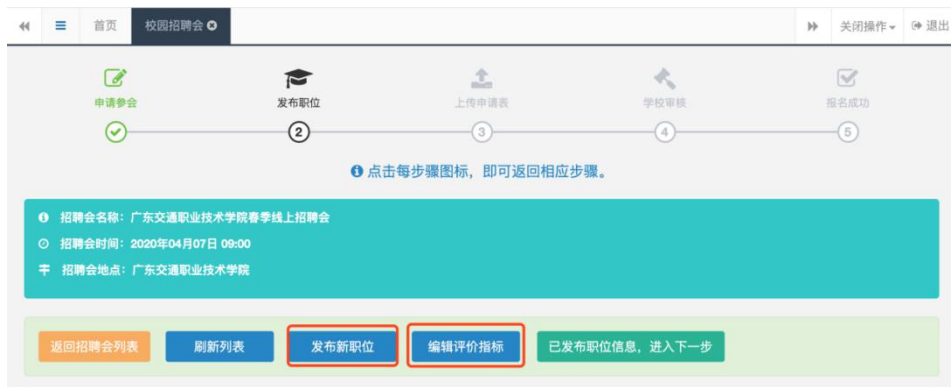 首页 校园招聘会 关闭操作 退出
申请参会 发布职位 上传申请表 学校审核 报名成功
2 3 4 5
点击每步骤图标，即可返回相应步骤。
招聘会名称：广东交通职业技术学院春季线上招聘会
招聘会时间：2020年04月07日 09:00
招聘会地点：广东交通职业技术学院
返回招聘会列表 刷新列表 发布新职位 编辑评价指标 已发布职位信息，进入下一步